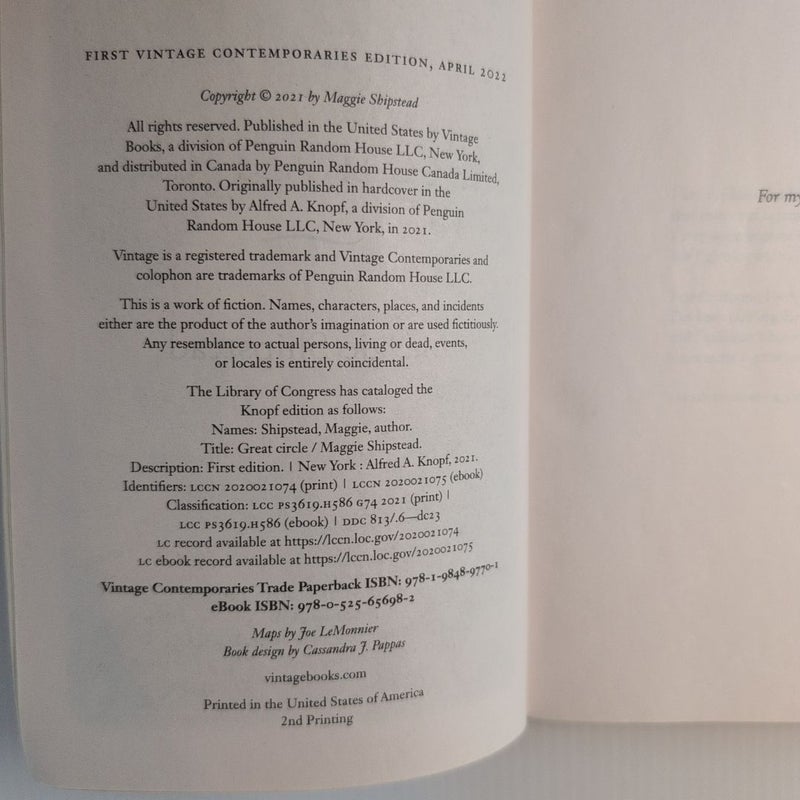 FIRST VINTAGE CONTEMPORARIES EDITION, APRIL 2022
Copyright © 2021 by Maggie Shipstead
All rights reserved. Published in the United States by Vintage
Books, a division of Penguin Random House LLC, New York,
and distributed in Canada by Penguin Random House Canada Limited,
Toronto. Originally published in hardcover in the
United States by Alfred A. Knopf, a division of Penguin
Random House LLC, New York, in 2021.
Vintage is a registered trademark and Vintage Contemporaries and
colophon are trademarks of Penguin Random House LLC.
This is a work of fiction. Names, characters, places, and incidents
either are the product of the author's imagination or are used fictitiously.
Any resemblance to actual persons, living or dead, events,
or locales is entirely coincidental.
The Library of Congress has cataloged the
Knopf edition as follows:
Names: Shipstead, Maggie, author.
Title: Great circle / Maggie Shipstead.
Description: First edition. | New York : Alfred A. Knopf, 2021.
Identifiers: LCCN 2020021074 (print) | LCCN 2020021075 (ebook)
Classification: LCC PS3619.H586 G74 2021 (print) |
LCC PS3619.H586 (ebook) | DDC 813/.6—dc23
LC record available at https://lccn.loc.gov/2020021074
LC ebook record available at https://lccn.loc.gov/2020021075
Vintage Contemporaries Trade Paperback ISBN: 978-1-9848-9770-1
eBook ISBN: 978-0-525-65698-2
Maps by Joe LeMonnier
Book design by Cassandra J. Pappas
vintagebooks.com
Printed in the United States of America
2nd Printing
For my